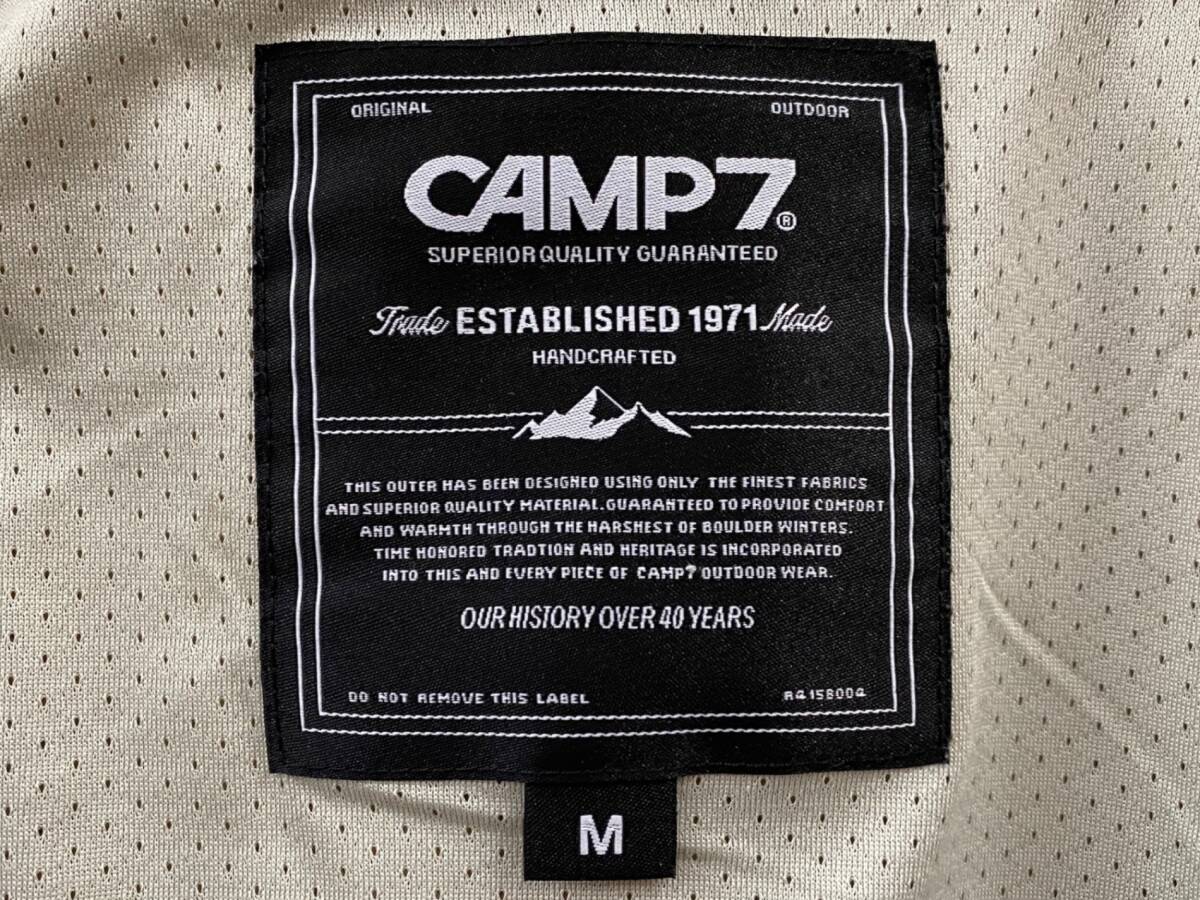 ORIGINAL OUTDOOR
CAMP7®
SUPERIOR QUALITY GUARANTEED
Trade ESTABLISHED 1971 Made
HANDCRAFTED
THIS OUTER HAS BEEN DESIGNED USING ONLY THE FINEST FABRICS
AND SUPERIOR QUALITY MATERIAL.GUARANTEED TO PROVIDE COMFORT
AND WARMTH THROUGH THE HARSHEST OF BOULDER WINTERS.
TIME HONORED TRADTION AND HERITAGE IS INCORPORATED
INTO THIS AND EVERY PIECE OF CAMP7 OUTDOOR WEAR.
OUR HISTORY OVER 40 YEARS
DO NOT REMOVE THIS LABEL
M